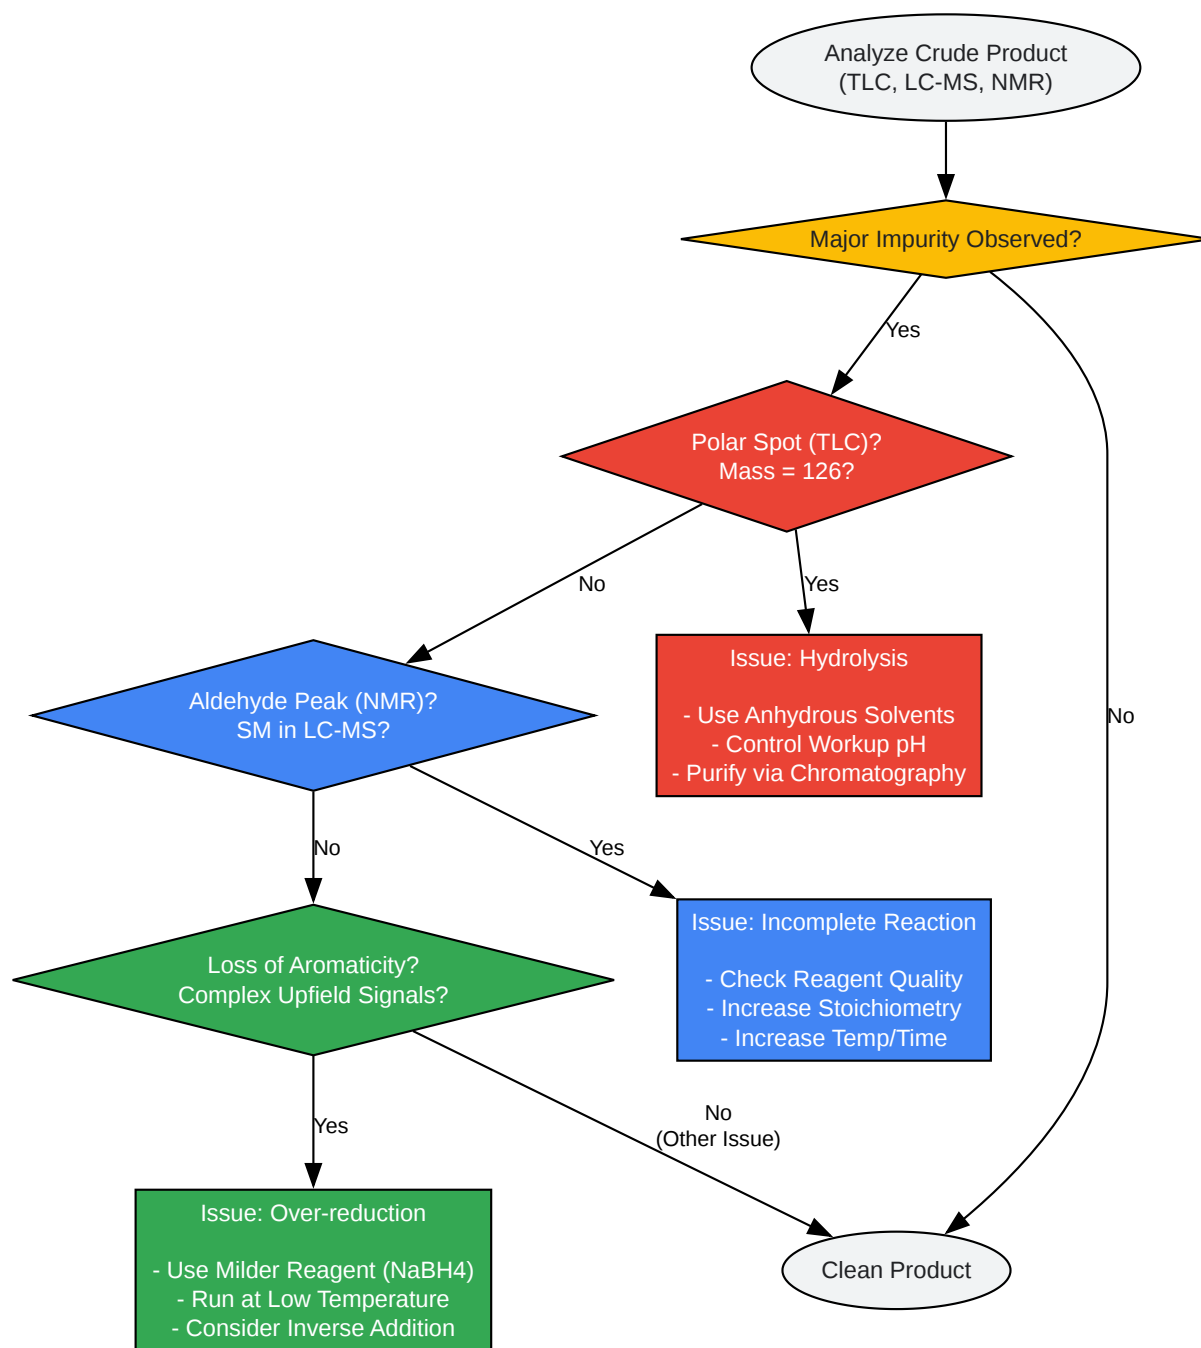 Analyze Crude Product
(TLC, LC-MS, NMR)
Major Impurity Observed?
Yes
Polar Spot (TLC)?
Mass = 126?
No
Yes
Issue: Hydrolysis
- Use Anhydrous Solvents
- Control Workup pH
- Purify via Chromatography
Aldehyde Peak (NMR)?
SM in LC-MS?
No
No
Yes
Issue: Incomplete Reaction
- Check Reagent Quality
- Increase Stoichiometry
- Increase Temp/Time
Loss of Aromaticity?
Complex Upfield Signals?
Yes
No
(Other Issue)
Issue: Over-reduction
- Use Milder Reagent (NaBH4)
- Run at Low Temperature
- Consider Inverse Addition
Clean Product